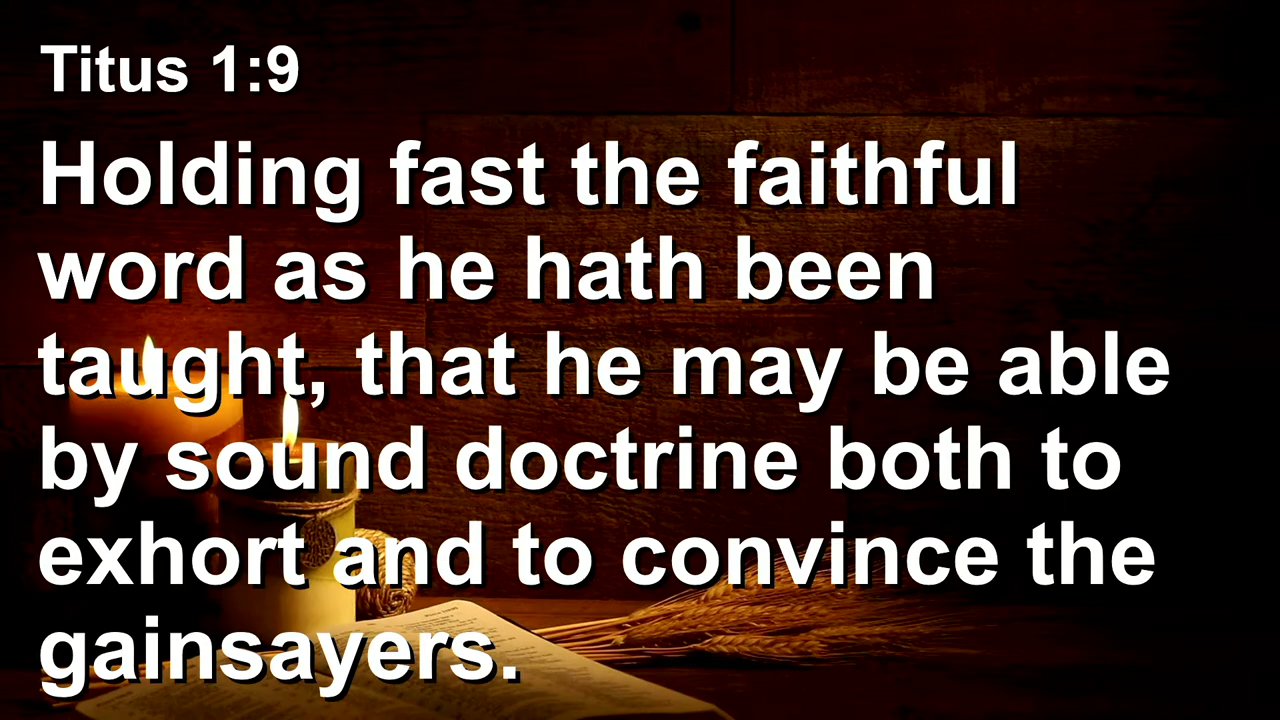 Titus 1:9
Holding fast the faithful
word as he hath been
taught, that he may be able
by sound doctrine both to
exhort and to convince the
gainsayers.